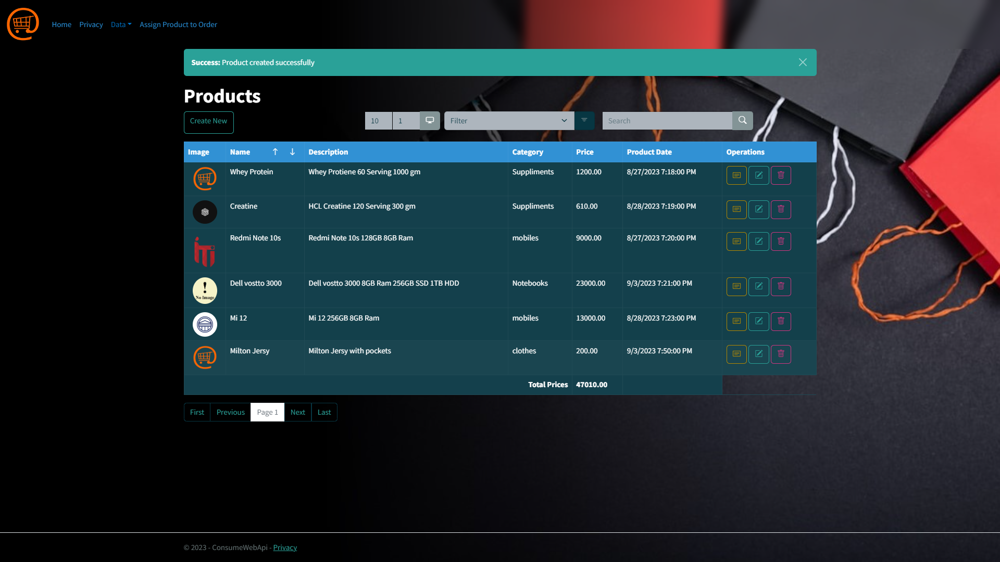 Home Privacy Data Assign Product to Order
Success: Product created successfully
Products
Create New 10 1 Filter Search
Image Name Description Category Price Product Date Operations
Whey Protein Whey Protiene 60 Serving 1000 gm Suppliments 1200.00 8/27/2023 7:18:00 PM
Creatine HCL Creatine 120 Serving 300 gm Suppliments 610.00 8/28/2023 7:19:00 PM
Redmi Note 10s Redmi Note 10s 128GB 8GB Ram mobiles 9000.00 8/27/2023 7:20:00 PM
iTi
Dell vostto 3000 Dell vostto 3000 8GB Ram 256GB SSD 1TB HDD Notebooks 23000.00 9/3/2023 7:21:00 PM
! No Image
Mi 12 Mi 12 256GB 8GB Ram mobiles 13000.00 8/28/2023 7:23:00 PM
Milton Jersy Milton Jersy with pockets clothes 200.00 9/3/2023 7:50:00 PM
Total Prices 47010.00
First Previous Page 1 Next Last
© 2023 - ConsumeWebApi - Privacy